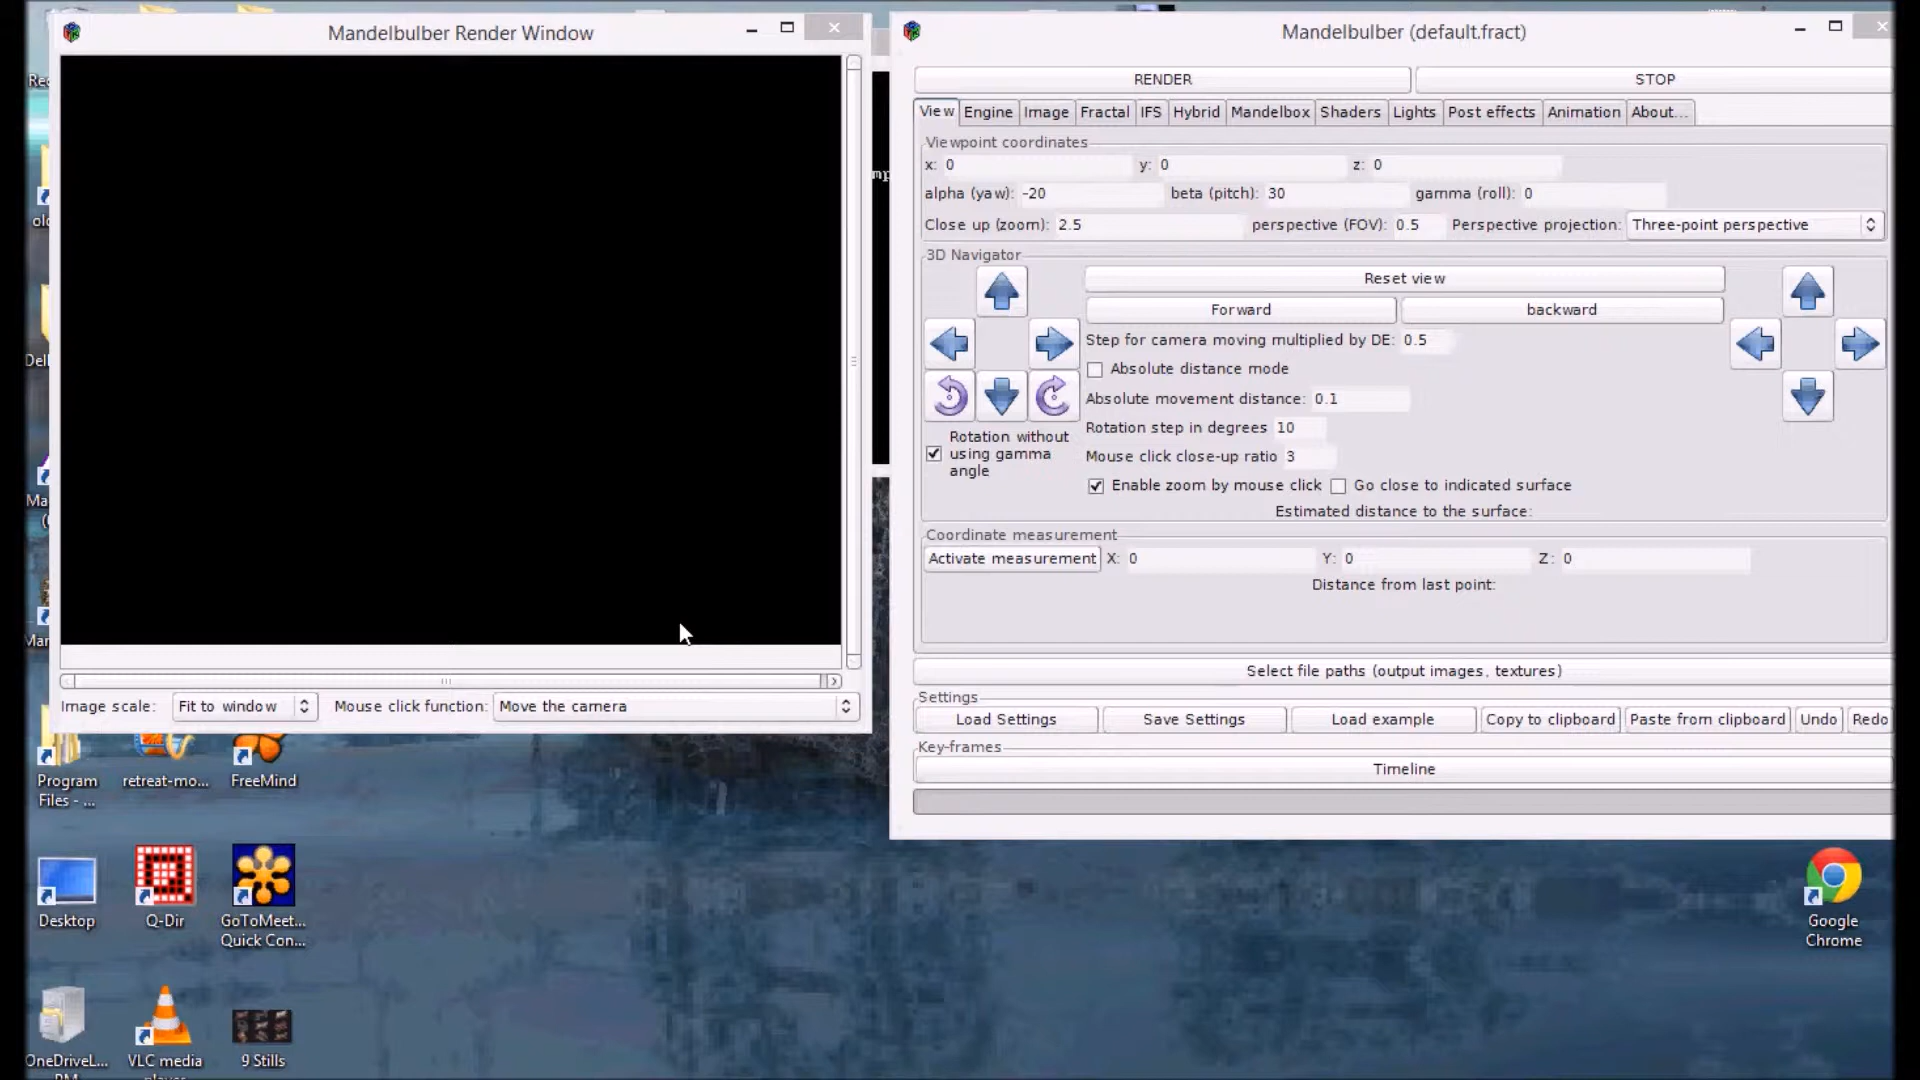 Mandelbulber Render Window
Mandelbulber (default.fract)
RENDER
STOP
View Engine Image Fractal IFS Hybrid Mandelbox Shaders Lights Post effects Animation About...
Viewpoint coordinates
x: 0 y: 0 z: 0
alpha (yaw): -20 beta (pitch): 30 gamma (roll): 0
Close up (zoom): 2.5 perspective (FOV): 0.5 Perspective projection: Three-point perspective
3D Navigator
Reset view
Forward backward
Step for camera moving multiplied by DE: 0.5
Absolute distance mode
Absolute movement distance: 0.1
Rotation step in degrees 10
Rotation without
using gamma
angle
Mouse click close-up ratio 3
Enable zoom by mouse click Go close to indicated surface
Estimated distance to the surface:
Coordinate measurement
Activate measurement X: 0 Y: 0 Z: 0
Distance from last point:
Select file paths (output images, textures)
Settings
Load Settings Save Settings Load example Copy to clipboard Paste from clipboard Undo Redo
Key-frames
Timeline
Image scale: Fit to window Mouse click function: Move the camera
Program
Files - ...
retreat-mo...
FreeMind
Desktop
Q-Dir
GoToMeet...
Quick Con...
Google
Chrome
OneDriveL...
VLC media
9 Stills